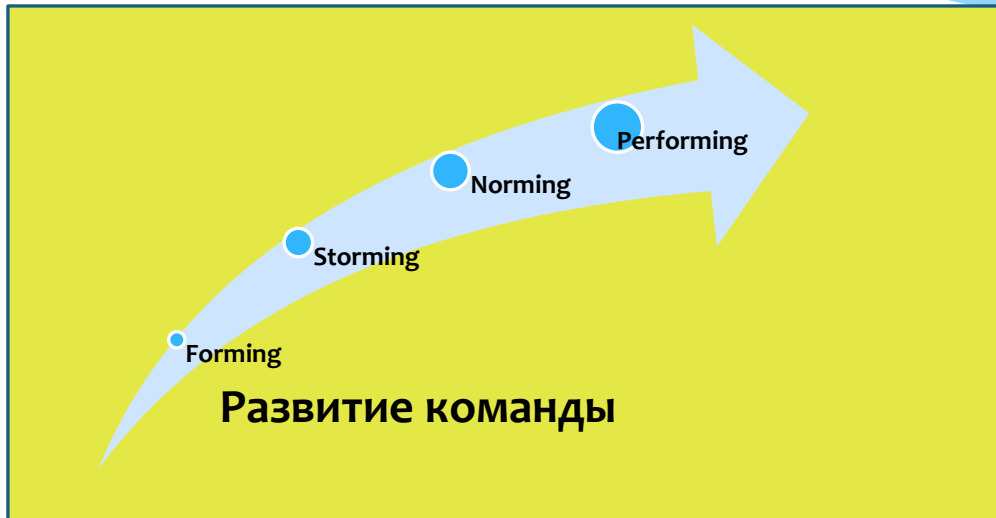 Performing
Norming
Storming
Forming
Развитие команды